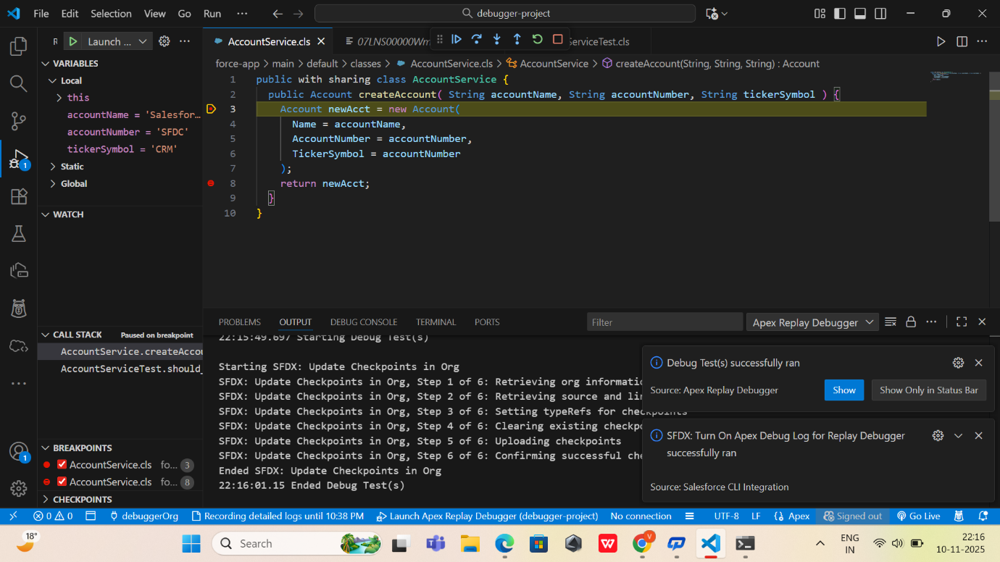 File Edit Selection View Go Run ··· debugger-project
R Launch ... ···
AccountService.cls 07LNS00000Wm ServiceTest.cls ···
force-app > main > default > classes > AccountService.cls > AccountService > createAccount(String, String, String) : Account
VARIABLES
Local
this
accountName = 'Salesfor...
accountNumber = 'SFDC'
tickerSymbol = 'CRM'
Static
Global
WATCH
1 public with sharing class AccountService {
2 public Account createAccount( String accountName, String accountNumber, String tickerSymbol ) {
3 Account newAcct = new Account(
4 Name = accountName,
5 AccountNumber = accountNumber,
6 TickerSymbol = accountNumber
7 );
8 return newAcct;
9 }
10 }
CALL STACK Paused on breakpoint
AccountService.createAccou
AccountServiceTest.should_
BREAKPOINTS
AccountService.cls fo... 3
AccountService.cls fo... 8
CHECKPOINTS
1
1
PROBLEMS OUTPUT DEBUG CONSOLE TERMINAL PORTS Filter Apex Replay Debugger ···
22:15:49.697 Starting Debug Test(s)
Starting SFDX: Update Checkpoints in Org
SFDX: Update Checkpoints in Org, Step 1 of 6: Retrieving org informatio
SFDX: Update Checkpoints in Org, Step 2 of 6: Retrieving source and lin
SFDX: Update Checkpoints in Org, Step 3 of 6: Setting typeRefs for checkpoints
SFDX: Update Checkpoints in Org, Step 4 of 6: Clearing existing checkpo
SFDX: Update Checkpoints in Org, Step 5 of 6: Uploading checkpoints
SFDX: Update Checkpoints in Org, Step 6 of 6: Confirming successful che
Ended SFDX: Update Checkpoints in Org
22:16:01.15 Ended Debug Test(s)
Debug Test(s) successfully ran
Source: Apex Replay Debugger Show Show Only in Status Bar
SFDX: Turn On Apex Debug Log for Replay Debugger
successfully ran
Source: Salesforce CLI Integration
0 0 debuggerOrg Recording detailed logs until 10:38 PM Launch Apex Replay Debugger (debugger-project) No connection UTF-8 LF Apex Signed out Go Live
18° Search ENG
IN 22:16
10-11-2025